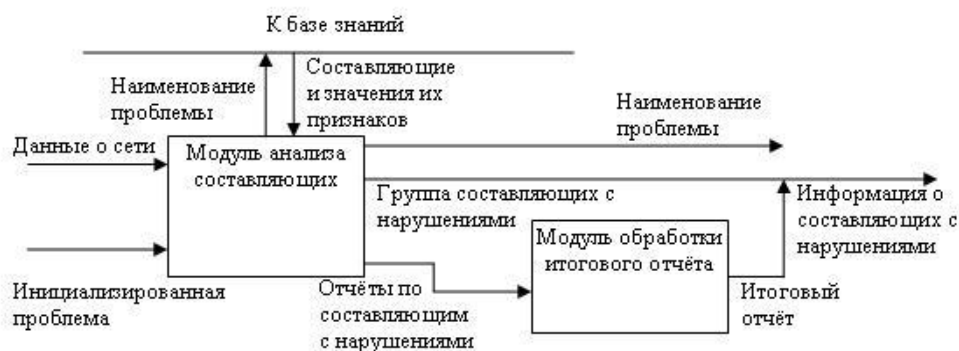 К базе знаний
Наименование
проблемы
Составляющие
и значения их
признаков
Наименование
проблемы
Данные о сети
Модуль анализа
составляющих
Группа составляющих с
нарушениями
Информация о
составляющих с
нарушениями
Модуль обработки
итогового отчёта
Инициализированная
проблема
Отчёты по
составляющим
с нарушениями
Итоговый
отчёт